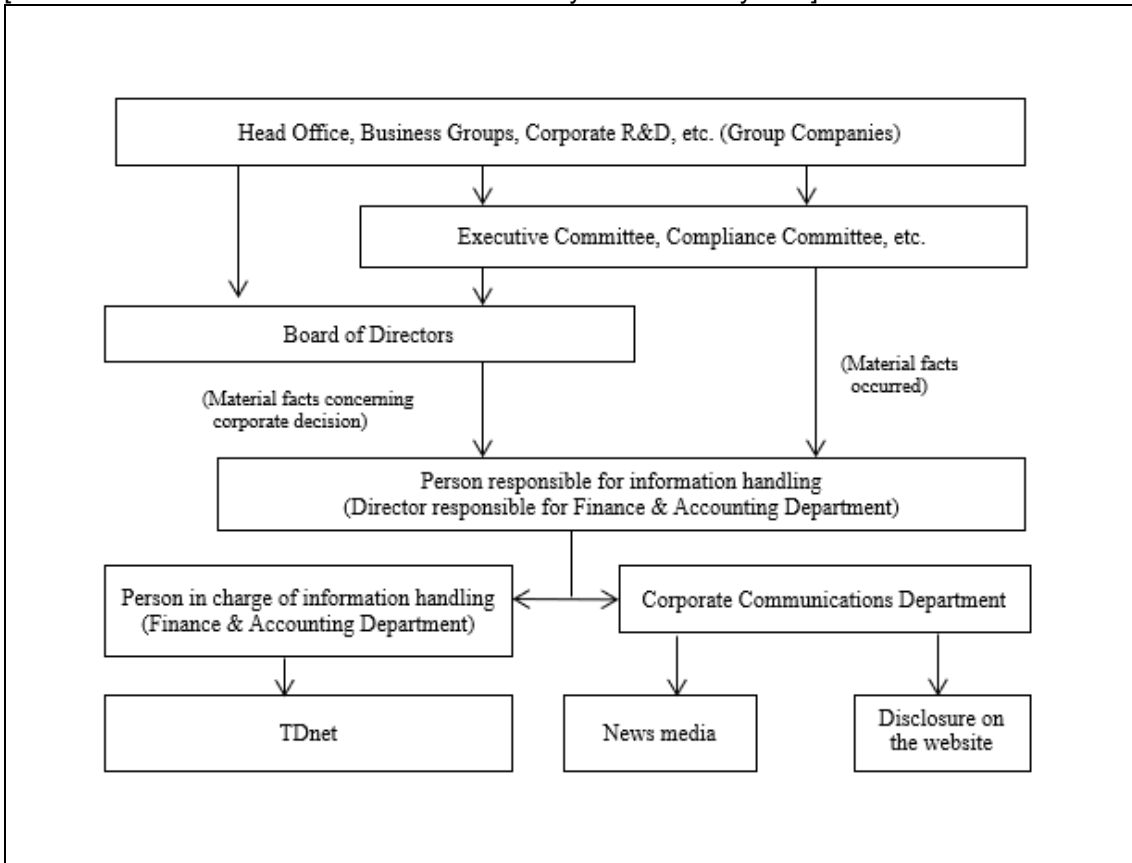 Head Office, Business Groups, Corporate R&D, etc. (Group Companies)
Executive Committee, Compliance Committee, etc.
Board of Directors
(Material facts
occurred)
(Material facts concerning
corporate decision)
Person responsible for information handling
(Director responsible for Finance & Accounting Department)
Person in charge of information handling
(Finance & Accounting Department)
Corporate Communications Department
TDnet
News media
Disclosure on
the website